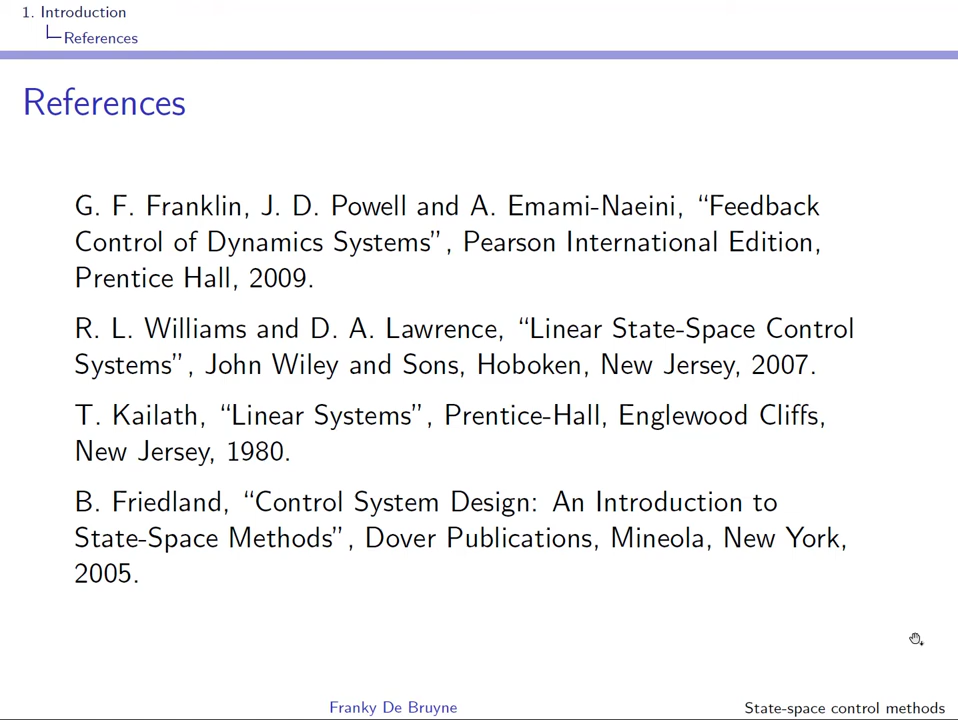 1. Introduction
References
References
G. F. Franklin, J. D. Powell and A. Emami-Naeini, “Feedback
Control of Dynamics Systems”, Pearson International Edition,
Prentice Hall, 2009.
R. L. Williams and D. A. Lawrence, “Linear State-Space Control
Systems”, John Wiley and Sons, Hoboken, New Jersey, 2007.
T. Kailath, “Linear Systems”, Prentice-Hall, Englewood Cliffs,
New Jersey, 1980.
B. Friedland, “Control System Design: An Introduction to
State-Space Methods”, Dover Publications, Mineola, New York,
2005.
Franky De Bruyne
State-space control methods